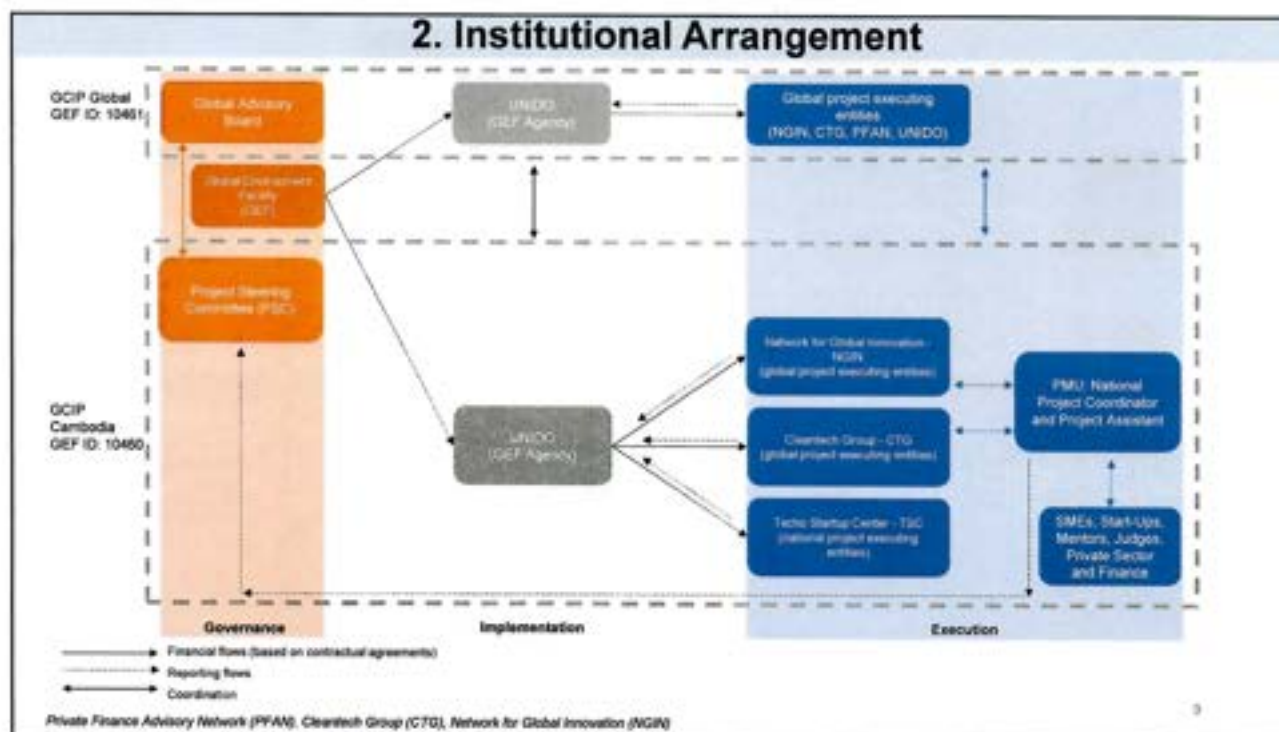 2. Institutional Arrangement
GCIP Global
GEF ID: 10461
Global Advisory
Board
UNIDO
(GEF Agency)
Global project executing
entities
(NGIN, CTG, PFAN, UNIDO)
Global Environment
Facility
(GEF)
Project Steering
Committee (PSC)
GCIP
Cambodia
GEF ID: 10460
UNIDO
(GEF Agency)
Network for Global Innovation -
NGIN
(global project executing entities)
Cleantech Group - CTG
(global project executing entities)
Techo Startup Center - TSC
(national project executing
entities)
PMU: National
Project Coordinator
and Project Assistant
SMEs, Start-Ups,
Mentors, Judges,
Private Sector
and Finance
Governance
Implementation
Execution
Financial flows (based on contractual agreements)
Reporting flows
Coordination
Private Finance Advisory Network (PFAN), Cleantech Group (CTG), Network for Global Innovation (NGIN)
3